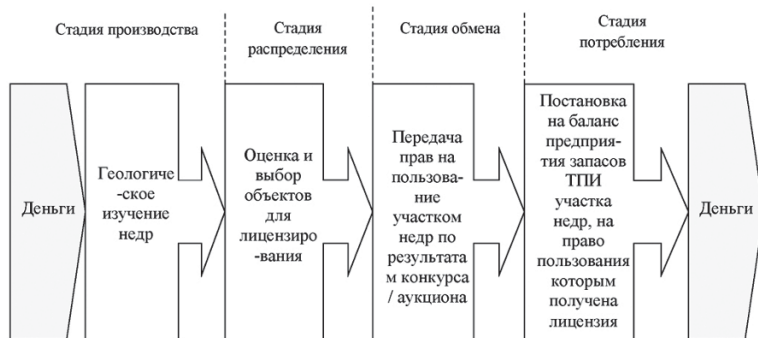 Стадия производства
Стадия
распределения
Стадия обмена
Стадия
потребления
Деньги
Геологиче
-ское
изучение
недр
Оценка и
выбор
объектов
для
лицензиро
-вания
Передача
прав на
пользова-
ние
участком
недр по
результата
м конкурса
/ аукциона
Постановка
на баланс
предприя-
тия запасов
ТПИ
участка
недр, на
право
пользования
которым
получена
лицензия
Деньги